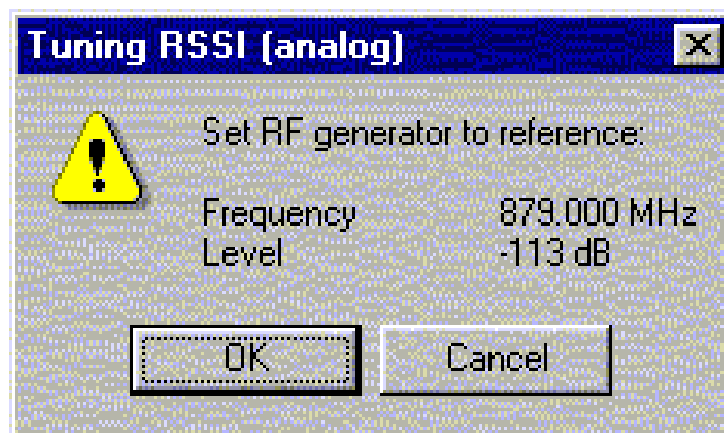 Tuning RSSI (analog)
Set RF generator to reference:
Frequency 879.000 MHz
Level -113 dB
OK Cancel